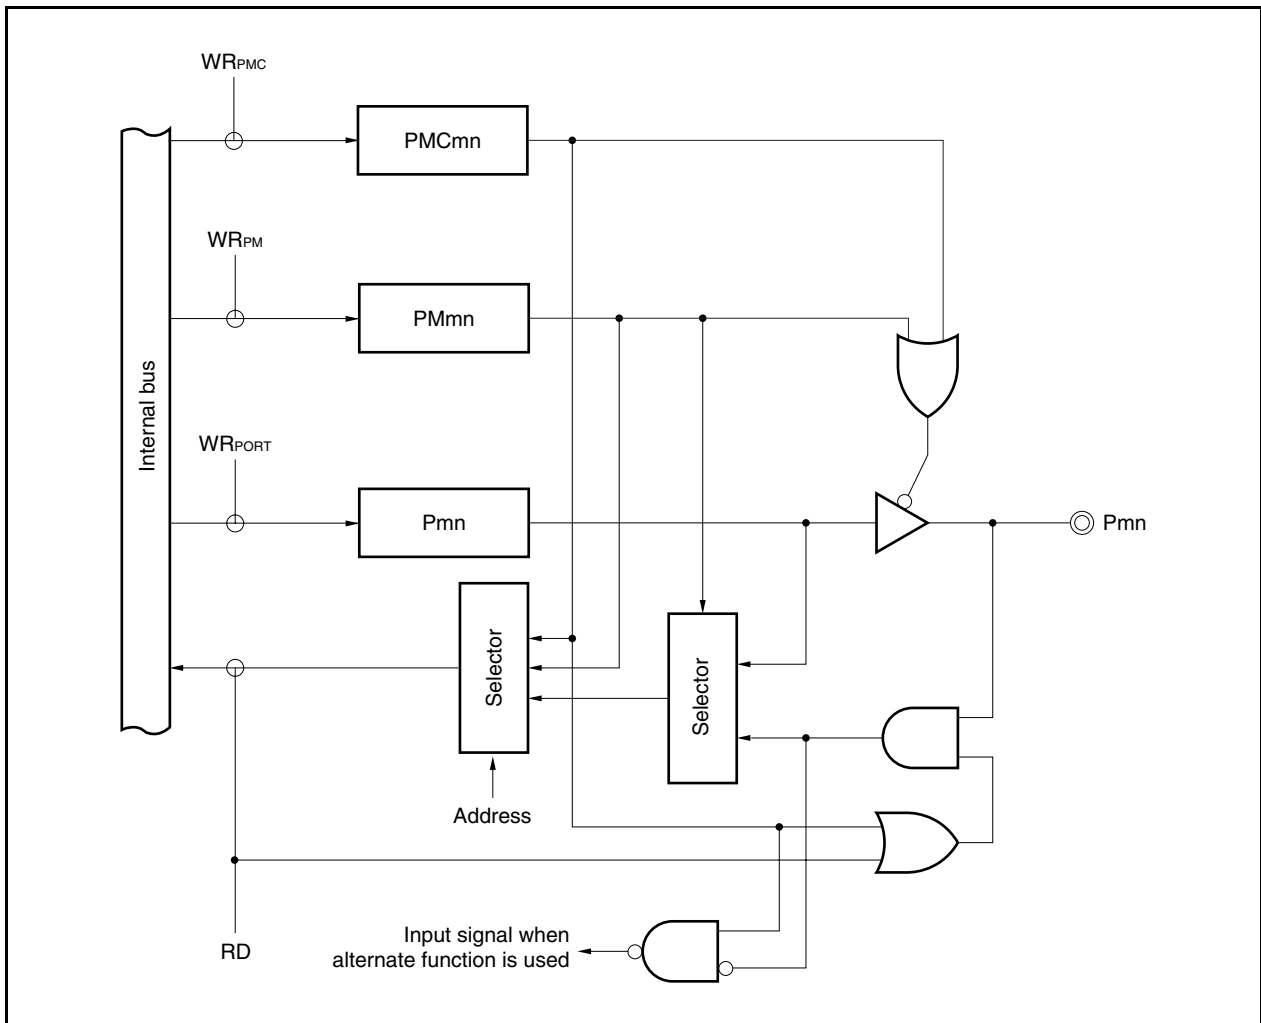 WRPMC
PMCmn
WRPM
PMmn
Internal bus
WRPORT
Pmn
Pmn
Selector
Selector
Address
Input signal when
alternate function is used
RD